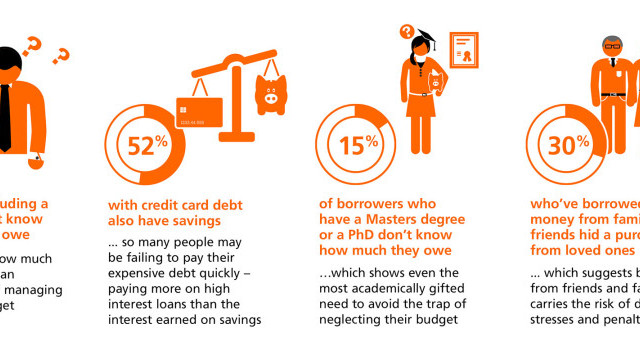 uding a
t know
owe
ow much
an
managing
get
52%
with credit card debt
also have savings
... so many people may
be failing to pay their
expensive debt quickly –
paying more on high
interest loans than the
interest earned on savings
15%
of borrowers who
have a Masters degree
or a PhD don't know
how much they owe
...which shows even the
most academically gifted
need to avoid the trap of
neglecting their budget
30%
who've borrowed
money from fami
friends hid a purc
from loved ones
... which suggests b
from friends and fa
carries the risk of d
stresses and penalt